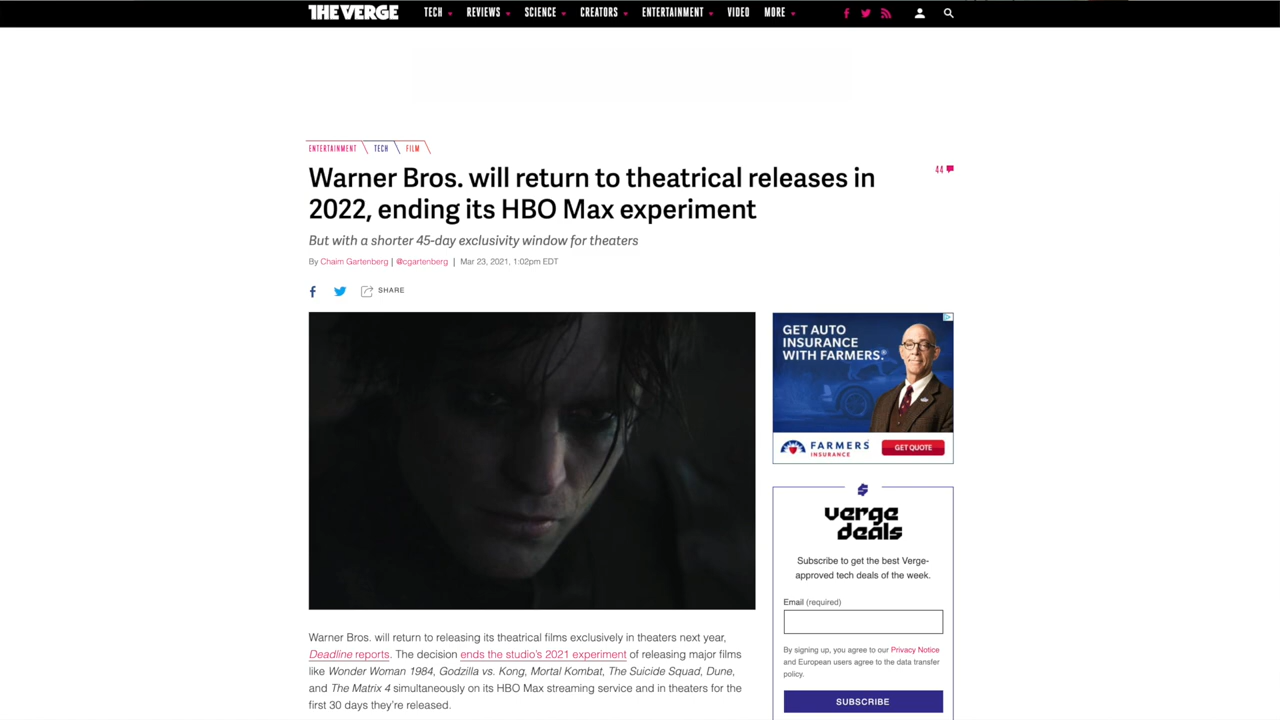 THE VERGE
TECH REVIEWS SCIENCE CREATORS ENTERTAINMENT VIDEO MORE
ENTERTAINMENT TECH FILM
Warner Bros. will return to theatrical releases in
2022, ending its HBO Max experiment
44
But with a shorter 45-day exclusivity window for theaters
By Chaim Gartenberg | @cgartenberg | Mar 23, 2021, 1:02pm EDT
SHARE
Warner Bros. will return to releasing its theatrical films exclusively in theaters next year,
Deadline reports. The decision ends the studio's 2021 experiment of releasing major films
like Wonder Woman 1984, Godzilla vs. Kong, Mortal Kombat, The Suicide Squad, Dune,
and The Matrix 4 simultaneously on its HBO Max streaming service and in theaters for the
first 30 days they're released.
GET AUTO
INSURANCE
WITH FARMERS.
FARMERS
INSURANCE
GET QUOTE
verge
deals
Subscribe to get the best Verge-
approved tech deals of the week.
Email (required)
By signing up, you agree to our Privacy Notice
and European users agree to the data transfer
policy.
SUBSCRIBE